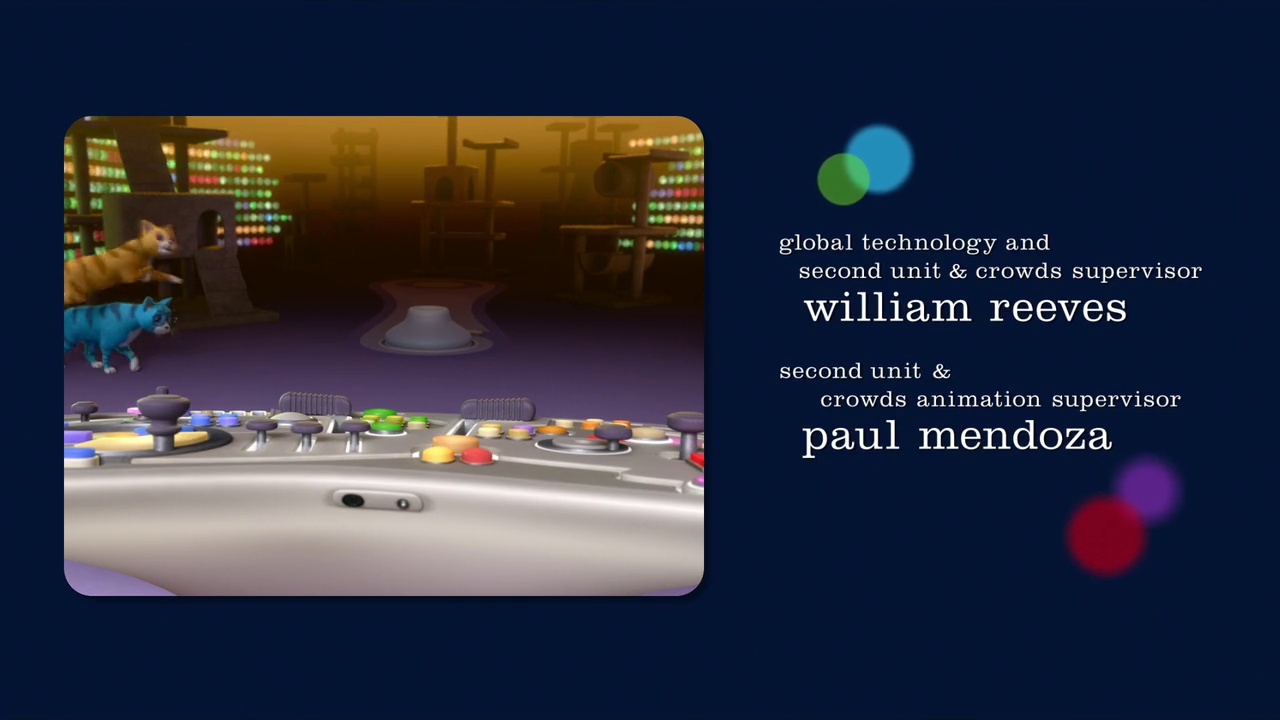 global technology and
second unit & crowds supervisor
william reeves
second unit &
crowds animation supervisor
paul mendoza